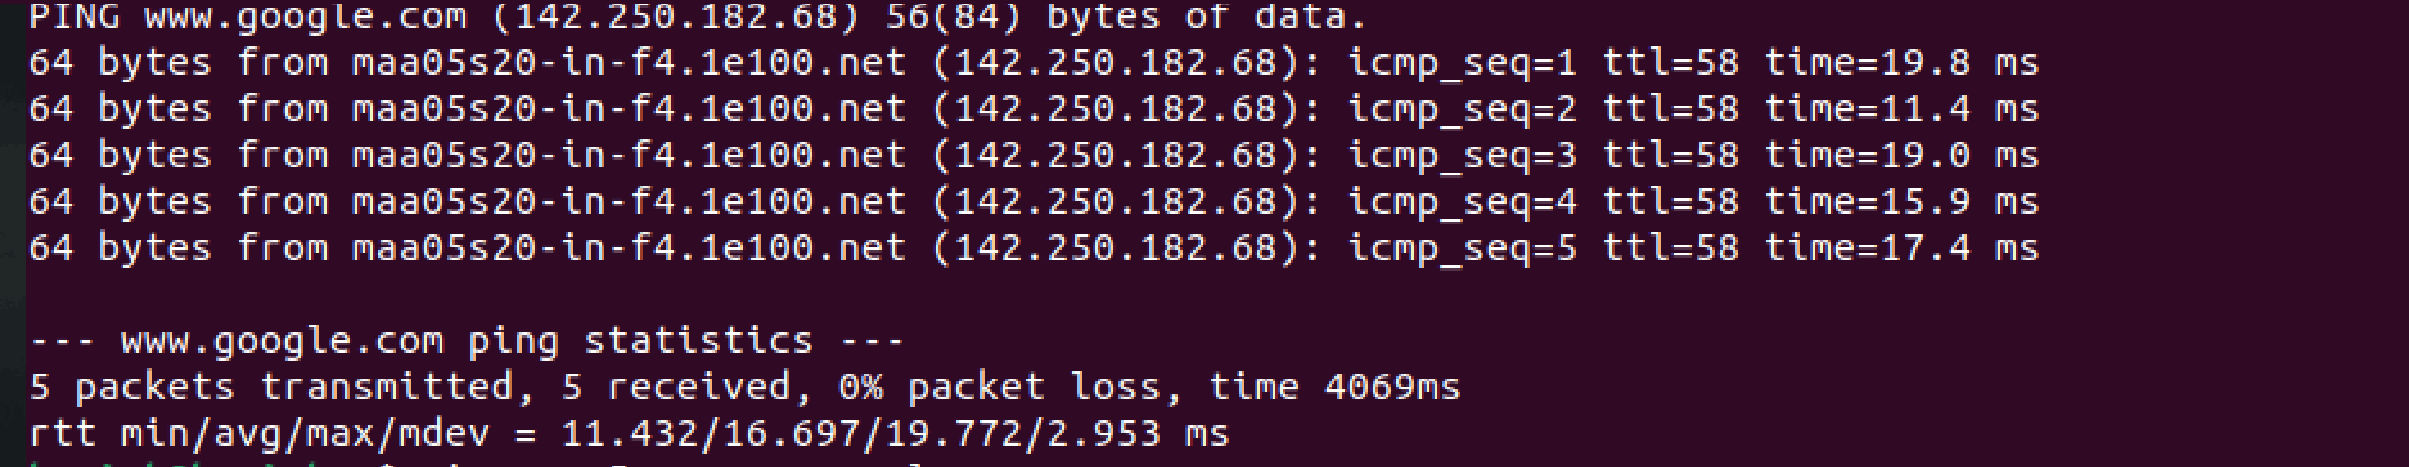 PING www.google.com (142.250.182.68) 56(84) bytes of data.
64 bytes from maa05s20-in-f4.1e100.net (142.250.182.68): icmp_seq=1 ttl=58 time=19.8 ms
64 bytes from maa05s20-in-f4.1e100.net (142.250.182.68): icmp_seq=2 ttl=58 time=11.4 ms
64 bytes from maa05s20-in-f4.1e100.net (142.250.182.68): icmp_seq=3 ttl=58 time=19.0 ms
64 bytes from maa05s20-in-f4.1e100.net (142.250.182.68): icmp_seq=4 ttl=58 time=15.9 ms
64 bytes from maa05s20-in-f4.1e100.net (142.250.182.68): icmp_seq=5 ttl=58 time=17.4 ms
--- www.google.com ping statistics ---
5 packets transmitted, 5 received, 0% packet loss, time 4069ms
rtt min/avg/max/mdev = 11.432/16.697/19.772/2.953 ms